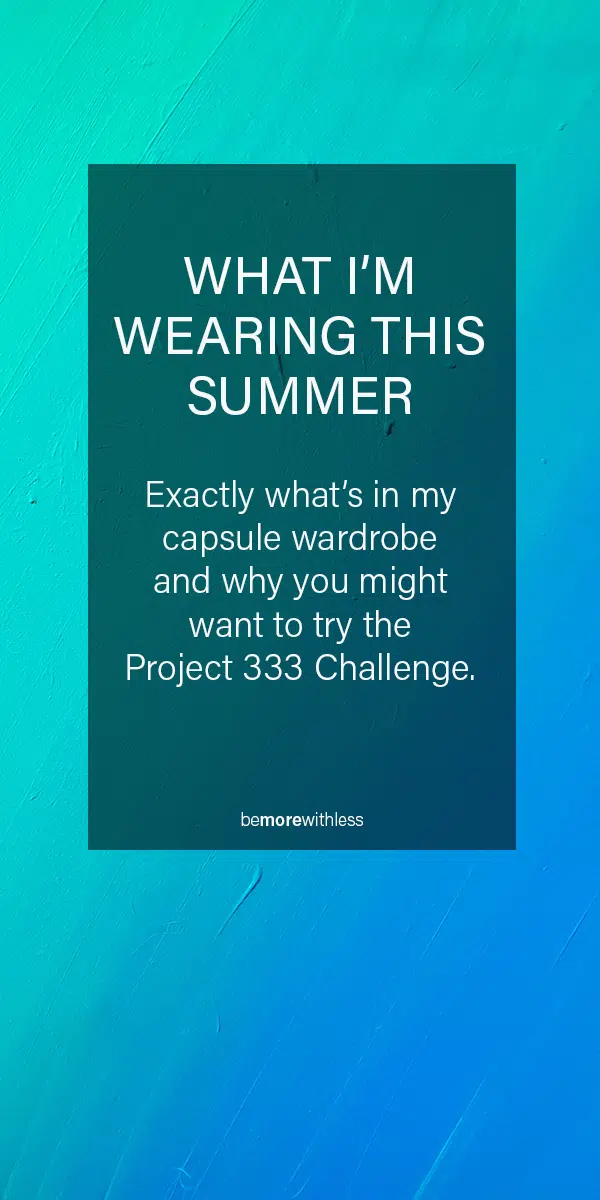 WHAT I’M
WEARING THIS
SUMMER
Exactly what’s in my
capsule wardrobe
and why you might
want to try the
Project 333 Challenge.
bemorewithless